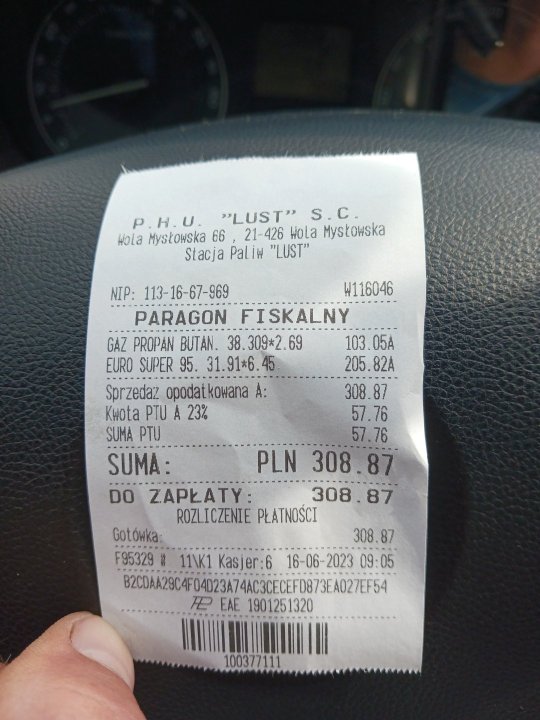 P.H.U. "LUST" S.C.
Wola Mysłowska 66 , 21-426 Wola Mysłowska
Stacja Paliw "LUST"
NIP: 113-16-67-969 W116046
PARAGON FISKALNY
GAZ PROPAN BUTAN. 38.309*2.69 103.05A
EURO SUPER 95. 31.91*6.45 205.82A
Sprzedaż opodatkowana A: 308.87
Kwota PTU A 23% 57.76
SUMA PTU 57.76
SUMA: PLN 308.87
DO ZAPŁATY: 308.87
ROZLICZENIE PŁATNOŚCI
Gotówka: 308.87
F95329 # 11\K1 Kasjer:6 16-06-2023 09:05
B2CDAA29C4F04D23A74AC3CECEFD873EA027EF54
PL EAE 1901251320
100377111